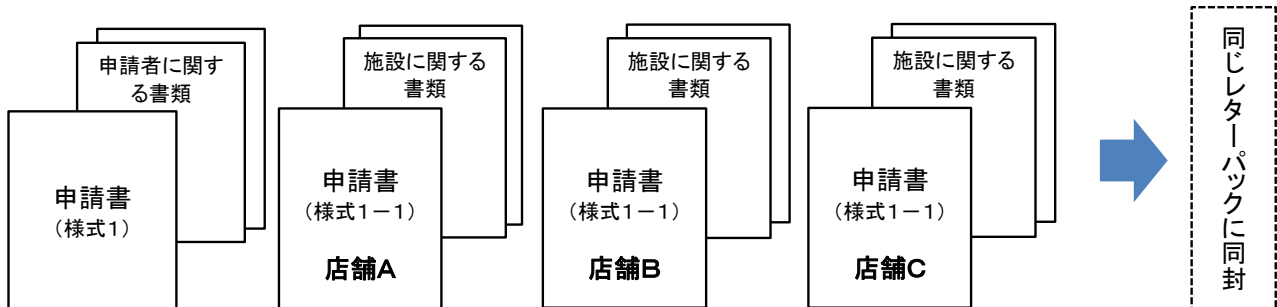 申請者に関す
る書類
申請書
（様式１）
施設に関する
書類
申請書
（様式１－１）
店舗A
施設に関する
書類
申請書
（様式１－１）
店舗B
施設に関する
書類
申請書
（様式１－１）
店舗C
同じレターパックに同封